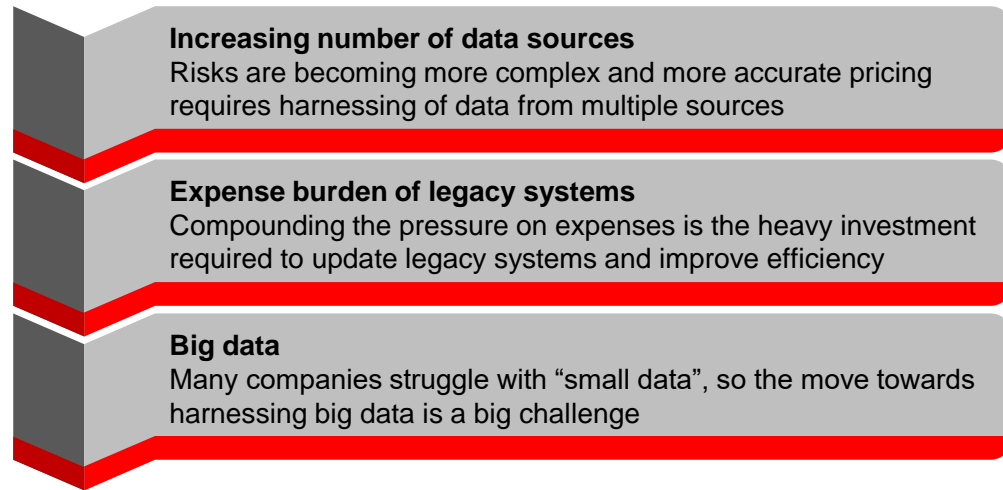 Increasing number of data sources
Risks are becoming more complex and more accurate pricing
requires harnessing of data from multiple sources
Expense burden of legacy systems
Compounding the pressure on expenses is the heavy investment
required to update legacy systems and improve efficiency
Big data
Many companies struggle with “small data”, so the move towards
harnessing big data is a big challenge